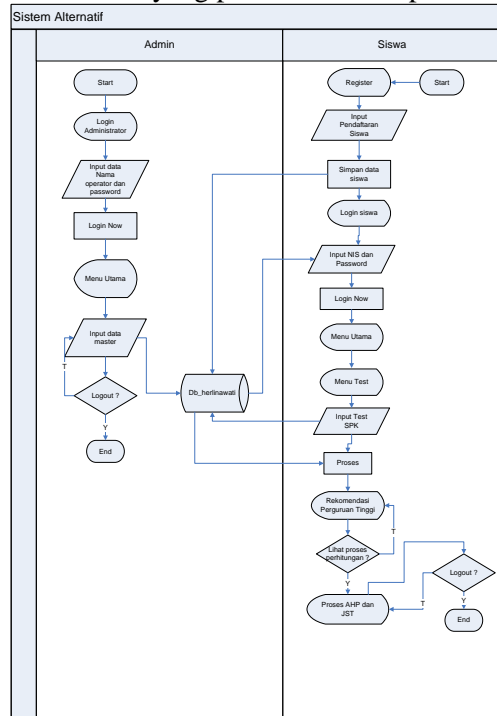 Sistem Alternatif
Admin
Siswa
Start
Login
Administrator
Input data
Nama
operator dan
password
Login Now
Menu Utama
Input data
master
T
Logout ?
Y
End
Db_herlinawati
Register
Start
Input
Pendaftaran
Siswa
Simpan data
siswa
Login siswa
Input NIS dan
Password
Login Now
Menu Utama
Menu Test
Input Test
SPK
Proses
Rekomendasi
Perguruan Tinggi
T
Lihat proses
perhitungan ?
Y
Proses AHP dan
JST
Logout ?
T
Y
End